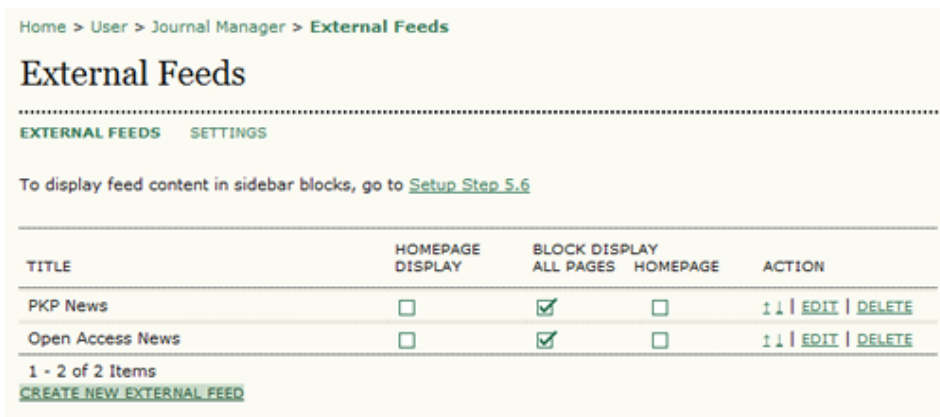 Home > User > Journal Manager > External Feeds
External Feeds
EXTERNAL FEEDS SETTINGS
To display feed content in sidebar blocks, go to Setup Step 5.6
TITLE HOMEPAGE DISPLAY BLOCK DISPLAY ALL PAGES HOMEPAGE ACTION
PKP News ↑ ↓ | EDIT | DELETE
Open Access News ↑ ↓ | EDIT | DELETE
1 - 2 of 2 Items
CREATE NEW EXTERNAL FEED